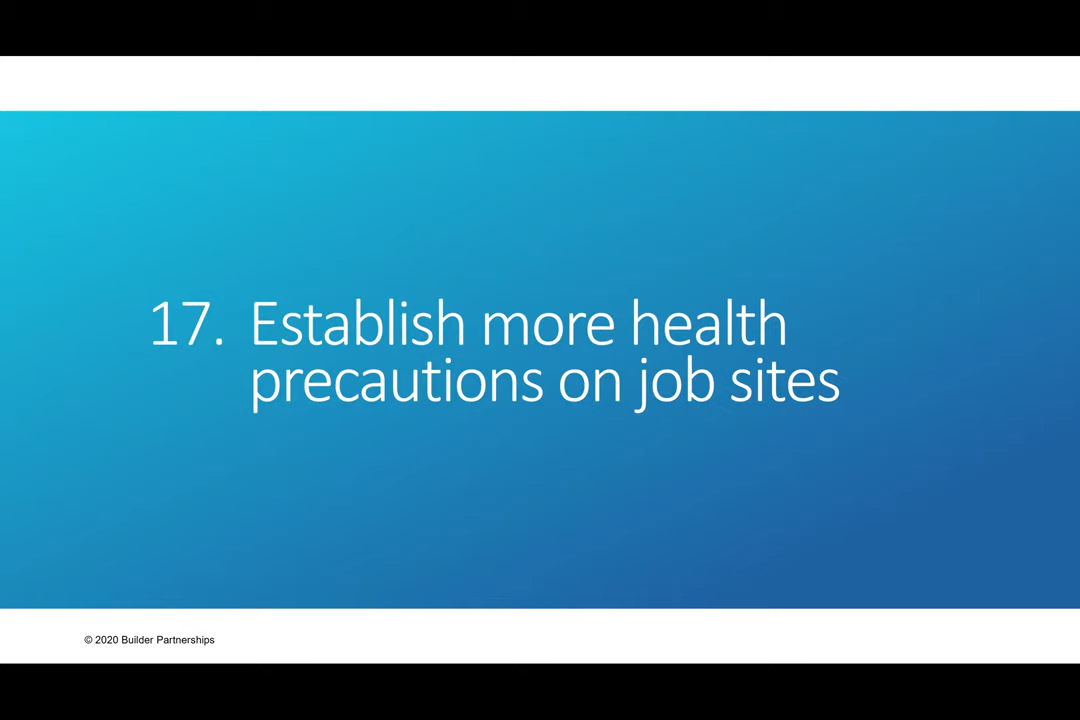 17. Establish more health
precautions on job sites
© 2020 Builder Partnerships